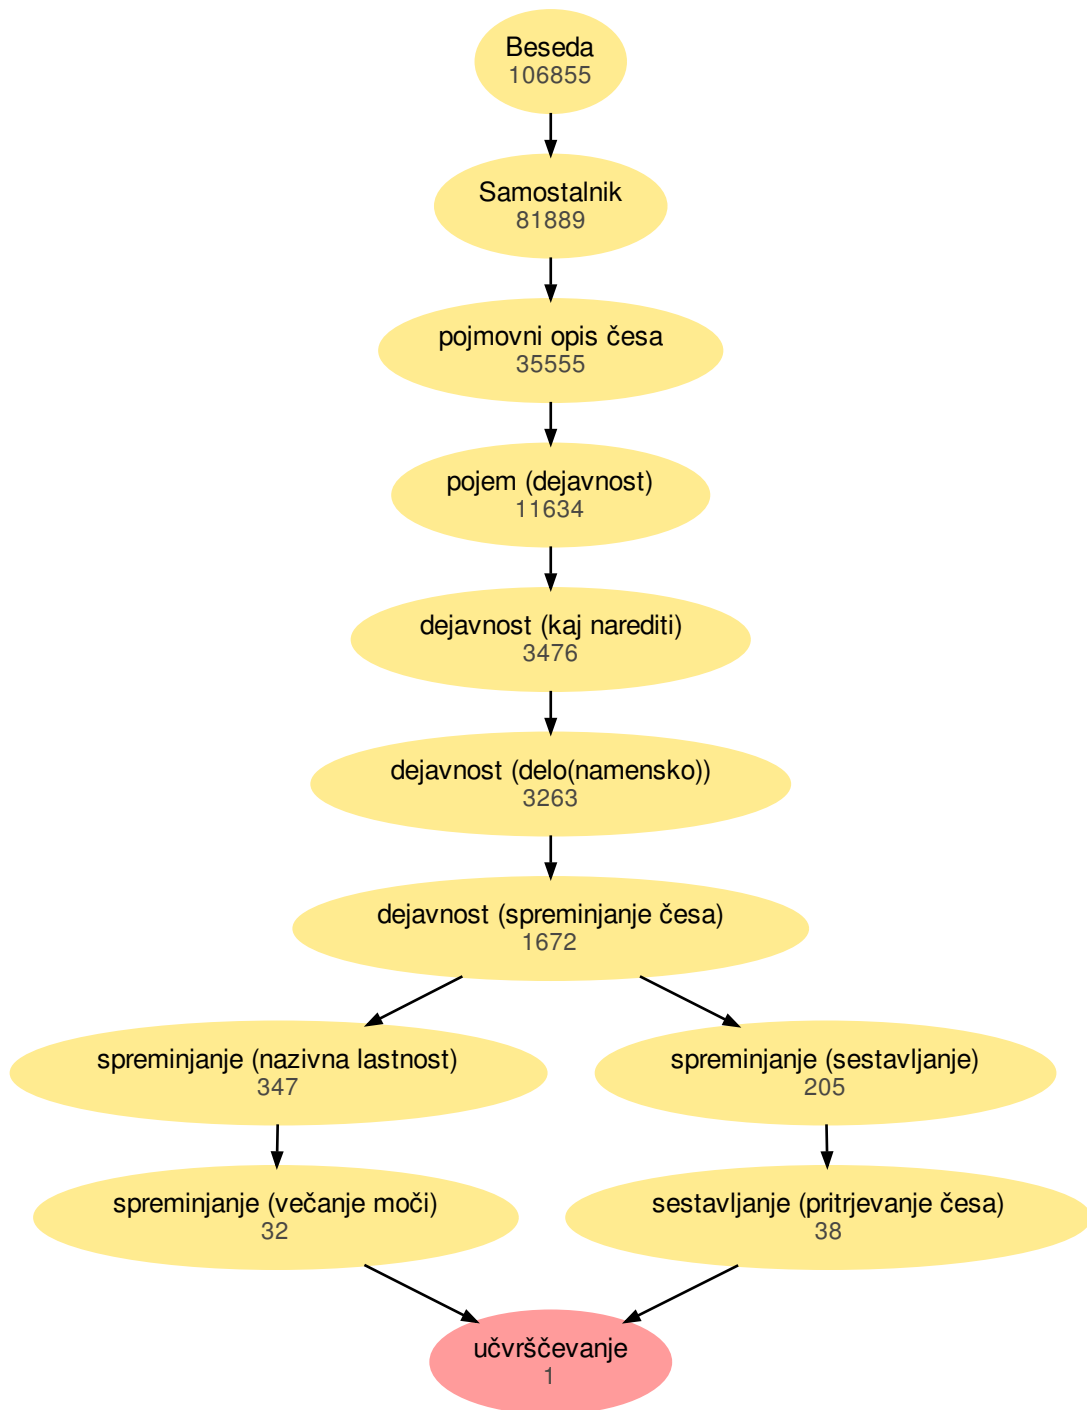 Beseda
106855
Samostalnik
81889
pojmovni opis česa
35555
pojem (dejavnost)
11634
dejavnost (kaj narediti)
3476
dejavnost (delo(namensko))
3263
dejavnost (spreminjanje česa)
1672
spreminjanje (nazivna lastnost)
347
spreminjanje (sestavljanje)
205
spreminjanje (večanje moči)
32
sestavljanje (pritrjevanje česa)
38
učvrščevanje
1